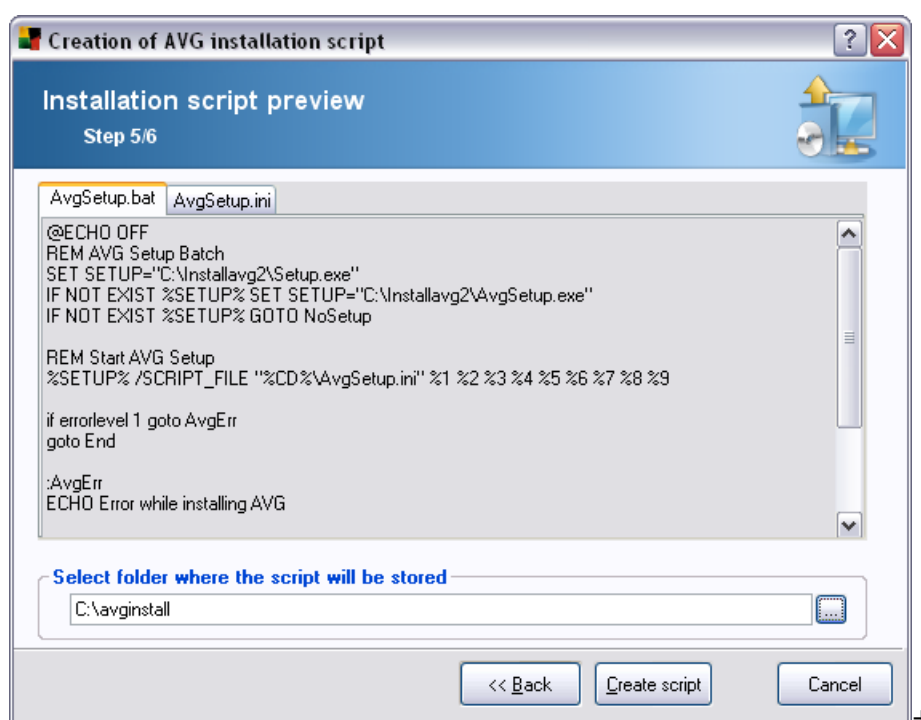 Creation of AVG installation script
Installation script preview
Step 5/6
AvgSetup.bat AvgSetup.ini
@ECHO OFF
REM AVG Setup Batch
SET SETUP="C:\Installavg2\Setup.exe"
IF NOT EXIST %SETUP% SET SETUP="C:\Installavg2\AvgSetup.exe"
IF NOT EXIST %SETUP% GOTO NoSetup
REM Start AVG Setup
%SETUP% /SCRIPT_FILE "%CD%\AvgSetup.ini" %1 %2 %3 %4 %5 %6 %7 %8 %9
if errorlevel 1 goto AvgErr
goto End
:AvgErr
ECHO Error while installing AVG
Select folder where the script will be stored
C:\avginstall
...
<< Back Create script Cancel